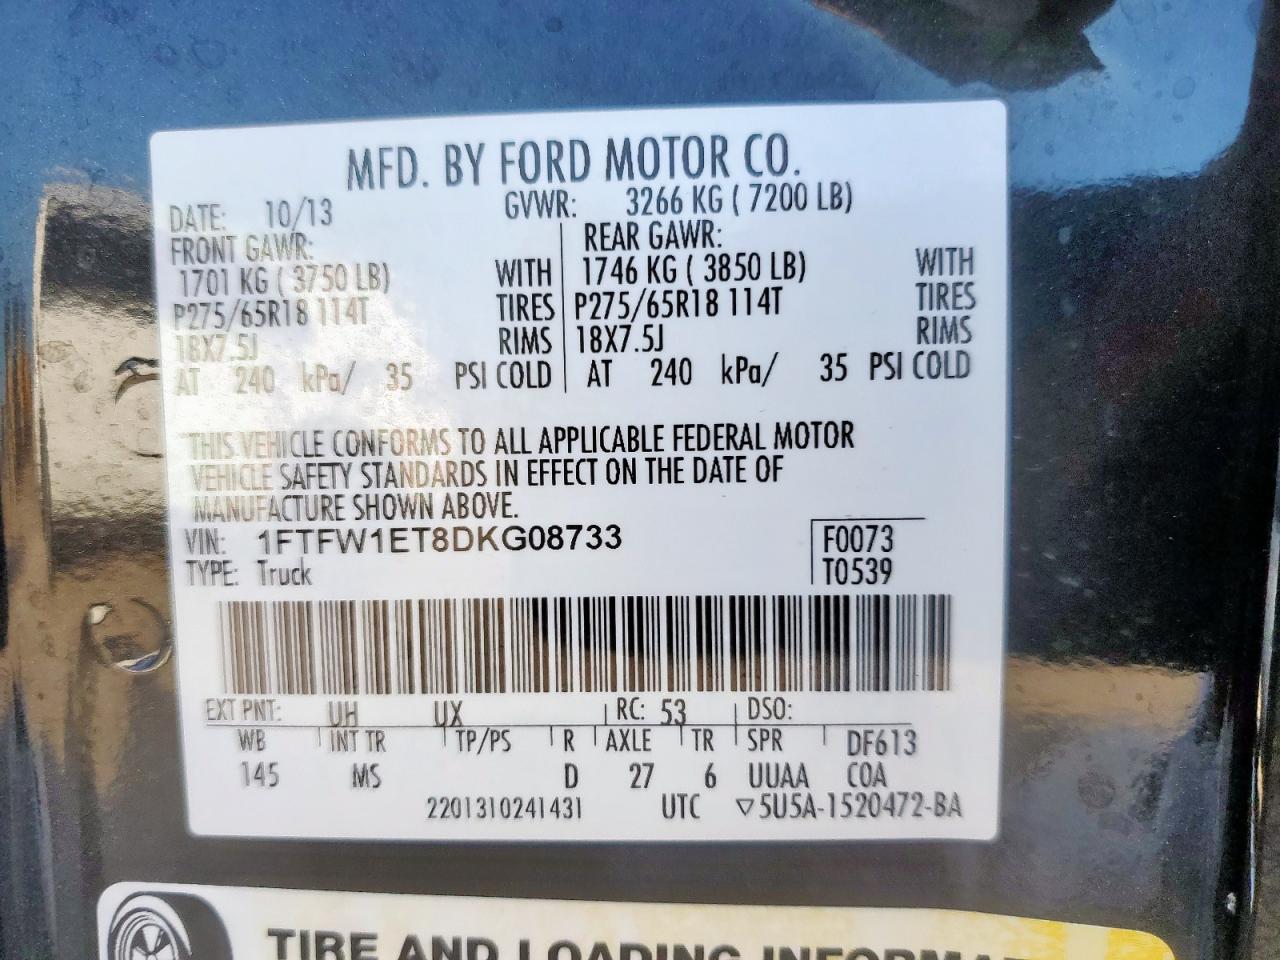 MFD. BY FORD MOTOR CO.
DATE: 10/13 GVWR: 3266 KG ( 7200 LB)
FRONT GAWR: REAR GAWR:
1701 KG ( 3750 LB) WITH 1746 KG ( 3850 LB) WITH
P275/65R18 114T TIRES P275/65R18 114T TIRES
18X7.5J RIMS 18X7.5J RIMS
AT 240 kPa/ 35 PSI COLD AT 240 kPa/ 35 PSI COLD
THIS VEHICLE CONFORMS TO ALL APPLICABLE FEDERAL MOTOR
VEHICLE SAFETY STANDARDS IN EFFECT ON THE DATE OF
MANUFACTURE SHOWN ABOVE.
VIN: 1FTFW1ET8DKG08733 F0073
TYPE: Truck T0539
EXT PNT: UH UX RC: 53 DSO:
WB INT TR TP/PS R AXLE TR SPR DF613
145 MS D 27 6 UUAA COA
2201310241431 UTC ▽5U5A-1520472-BA
TIRE AND LOADING INFORMA